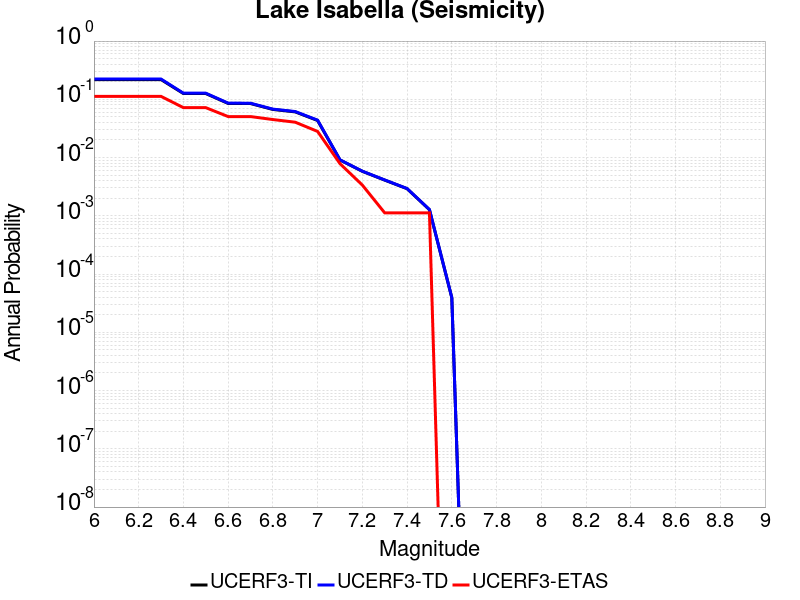 Lake Isabella (Seismicity)
10^0
10^-1
10^-2
10^-3
10^-4
10^-5
10^-6
10^-7
10^-8
Annual Probability
6 6.2 6.4 6.6 6.8 7 7.2 7.4 7.6 7.8 8 8.2 8.4 8.6 8.8 9
Magnitude
UCERF3-TI UCERF3-TD UCERF3-ETAS